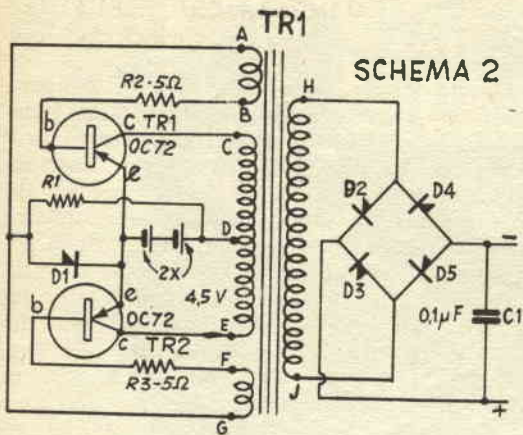 TR1
SCHEMA 2
A
H
R2-5Ω
B
b
C TR1
C
OC72
e
R1
D2
D4
D
2X
D1
D3
D5
-
4,5 V
0,1µF
C1
b
e
OC72
E
c
TR2
F
R3-5Ω
J
+
G